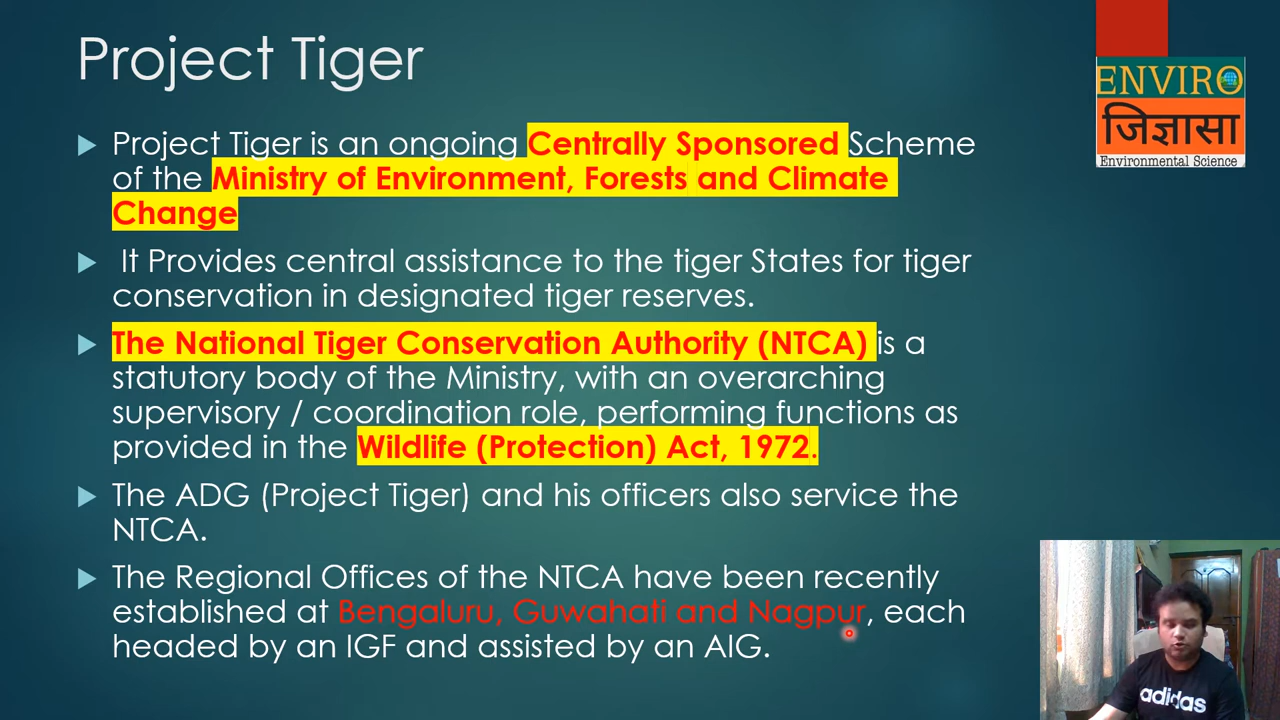 Project Tiger
ENVIRO
जिज्ञासा
Environmental Science
Project Tiger is an ongoing Centrally Sponsored Scheme
of the Ministry of Environment, Forests and Climate
Change
It Provides central assistance to the tiger States for tiger
conservation in designated tiger reserves.
The National Tiger Conservation Authority (NTCA) is a
statutory body of the Ministry, with an overarching
supervisory / coordination role, performing functions as
provided in the Wildlife (Protection) Act, 1972.
The ADG (Project Tiger) and his officers also service the
NTCA.
The Regional Offices of the NTCA have been recently
established at Bengaluru, Guwahati and Nagpur, each
headed by an IGF and assisted by an AIG.
adidas